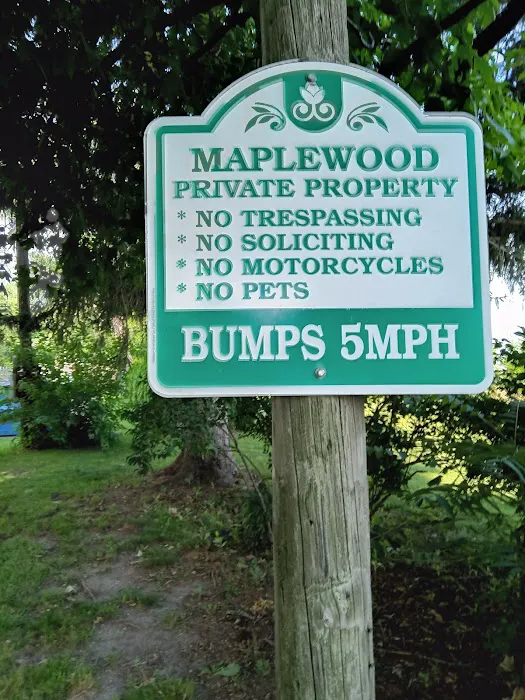 MAPLEWOOD
PRIVATE PROPERTY
* NO TRESPASSING
* NO SOLICITING
* NO MOTORCYCLES
* NO PETS
BUMPS 5MPH